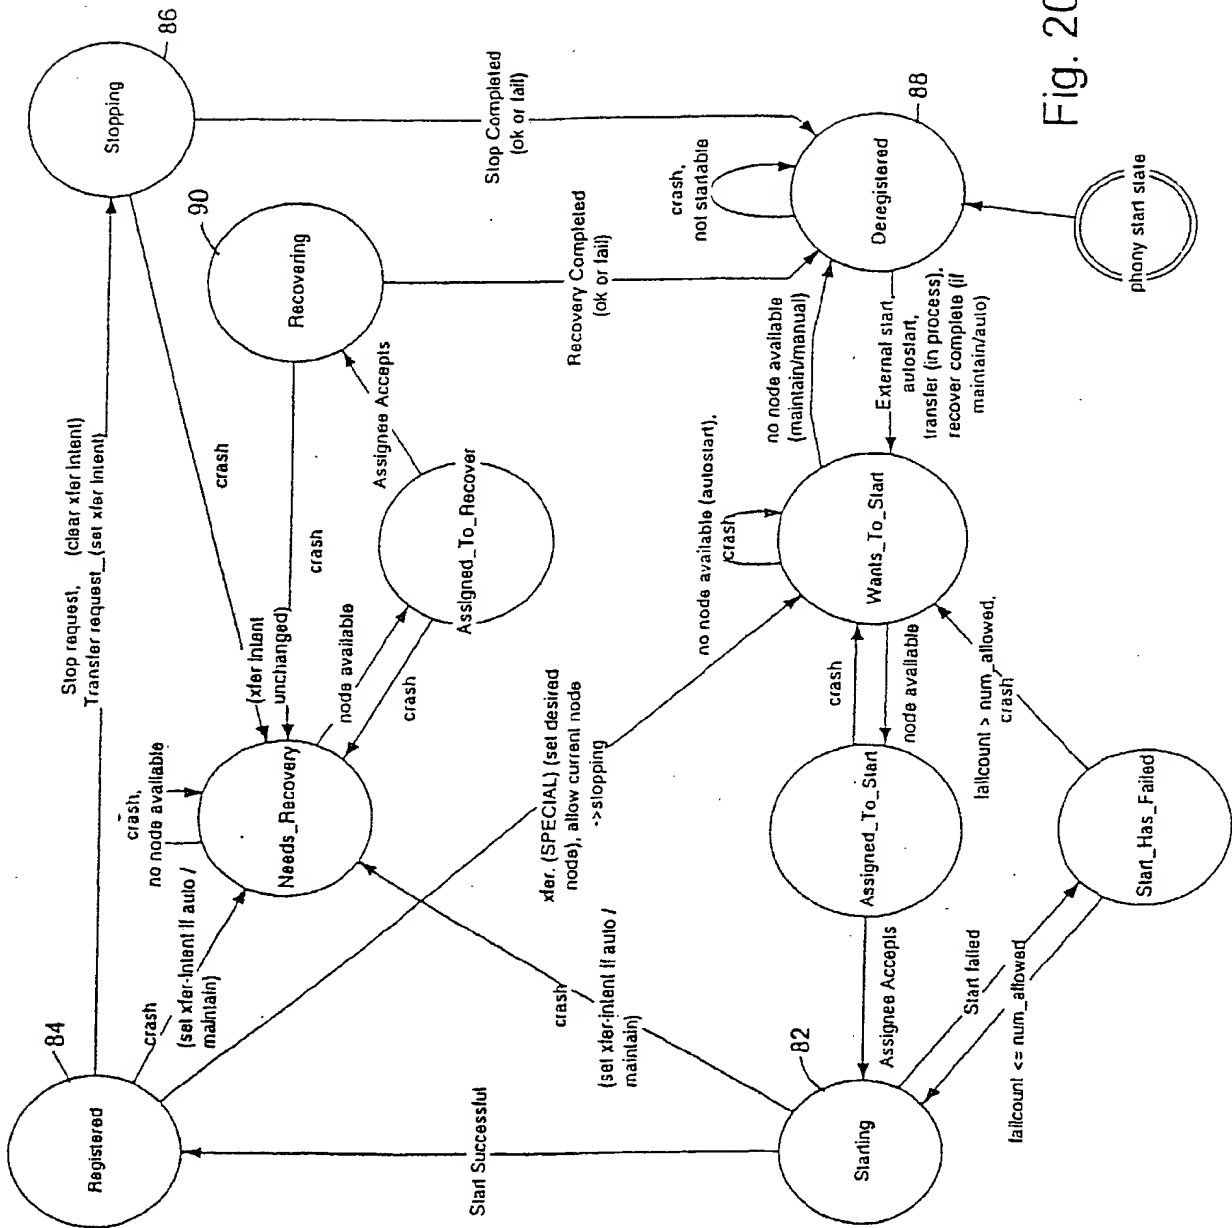 Fig. 20
Registered
84
Stop request, (clear xfer Intent)
Transfer request (set xfer Intent)
Stopping
86
crash
(set xfer-Intent if auto /
maintain)
crash,
no node available
Needs_Recovery
(xfer Intent
unchanged)
crash
crash
node available
crash
Assigned_To_Recover
Assignee Accepts
Recovering
90
Stop Completed
(ok or fail)
Recovery Completed
(ok or fail)
Start Successful
xfer. (SPECIAL) (set desired
node), allow current node
->stopping
crash
(set xfer-intent if auto /
maintain)
no node available (autostart),
crash
no node available
(maintain/manual)
crash,
not startable
Deregistered
88
Starting
82
Assignee Accepts
Assigned_To_Start
crash
node available
Wants_To_Start
External start,
autostart,
transfer (in process),
recover complete (if
maintain/auto)
phony start state
Start failed
failcount <= num_allowed
Start_Has_Failed
failcount > num_allowed,
crash